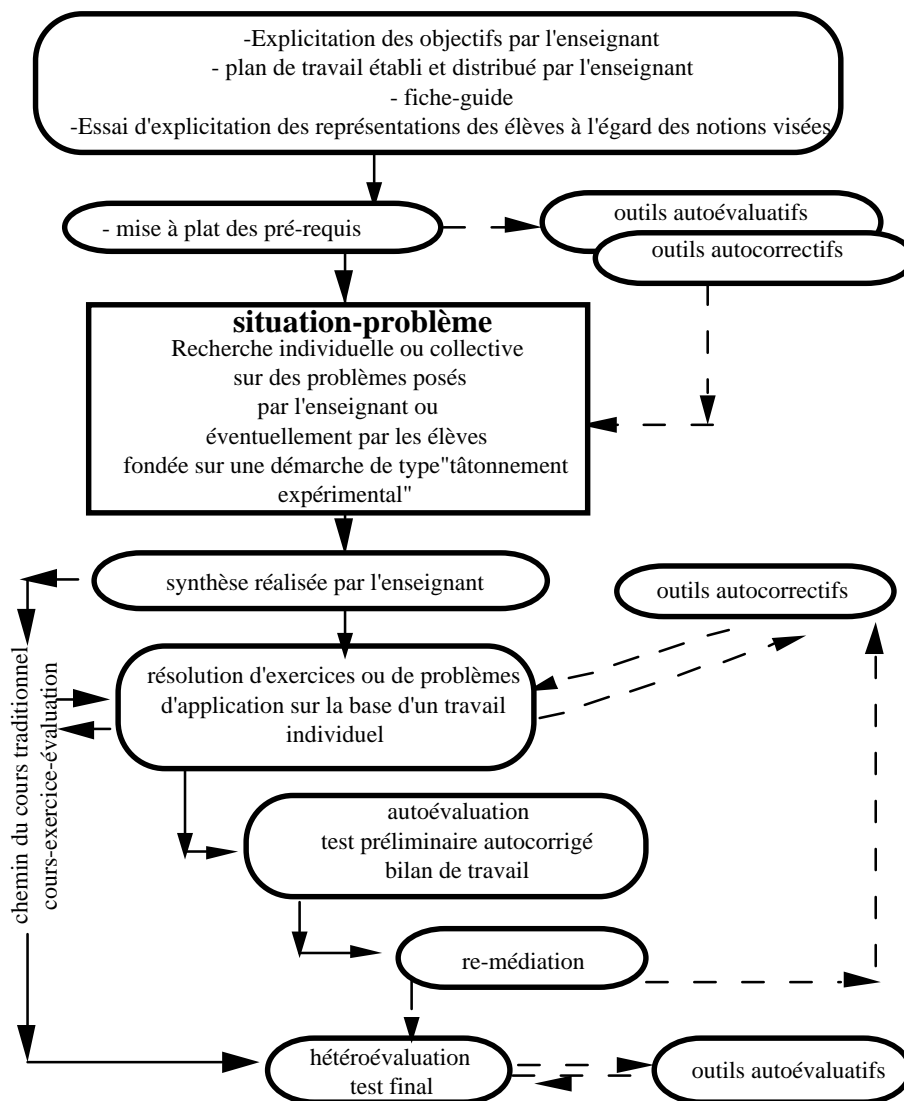 -Explicitation des objectifs par l'enseignant
- plan de travail établi et distribué par l'enseignant
- fiche-guide
-Essai d'explicitation des représentations des élèves à l'égard des notions visées
- mise à plat des pré-requis
outils autoévaluatifs
outils autocorrectifs
situation-problème
Recherche individuelle ou collective
sur des problèmes posés
par l'enseignant ou
éventuellement par les élèves
fondée sur une démarche de type"tâtonnement
expérimental"
synthèse réalisée par l'enseignant
outils autocorrectifs
résolution d'exercices ou de problèmes
d'application sur la base d'un travail
individuel
chemin du cours traditionnel
cours-exercice-évaluation
autoévaluation
test préliminaire autocorrigé
bilan de travail
re-médiation
hétéroévaluation
test final
outils autoévaluatifs